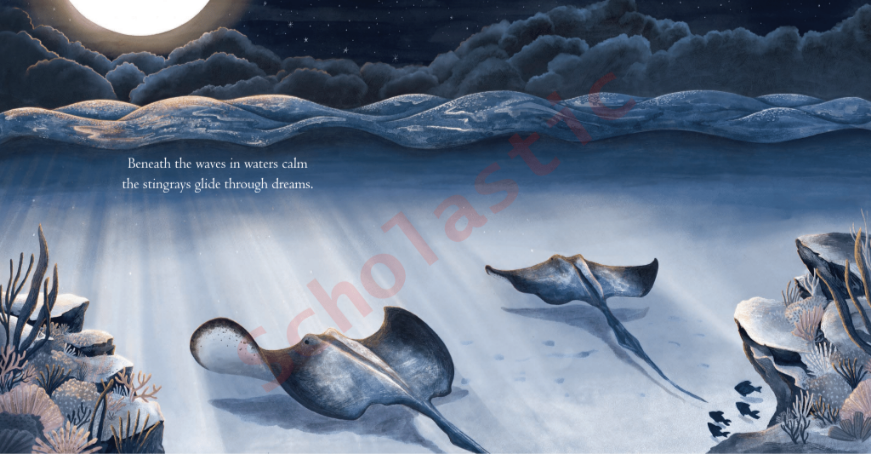 Beneath the waves in waters calm
the stingrays glide through dreams.
Scholastic